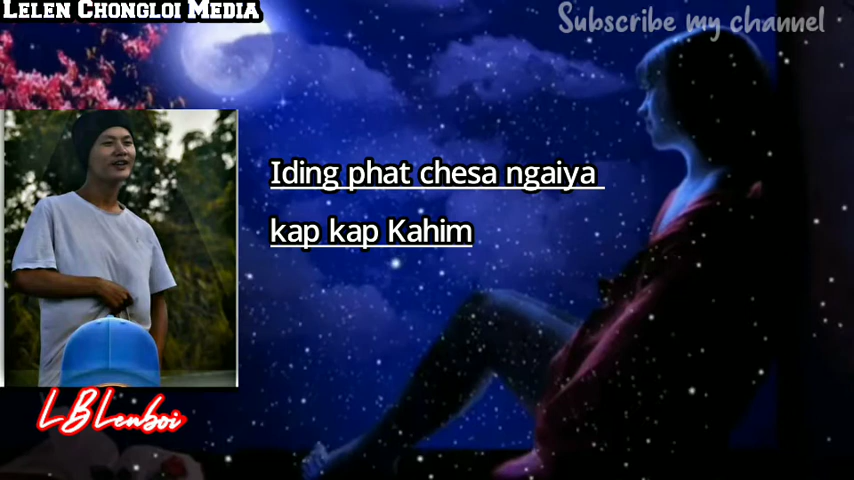 Lelen Chongloi Media
Subscribe my channel
Iding phat chesa ngaiya
kap kap Kahim
LB Lenboi